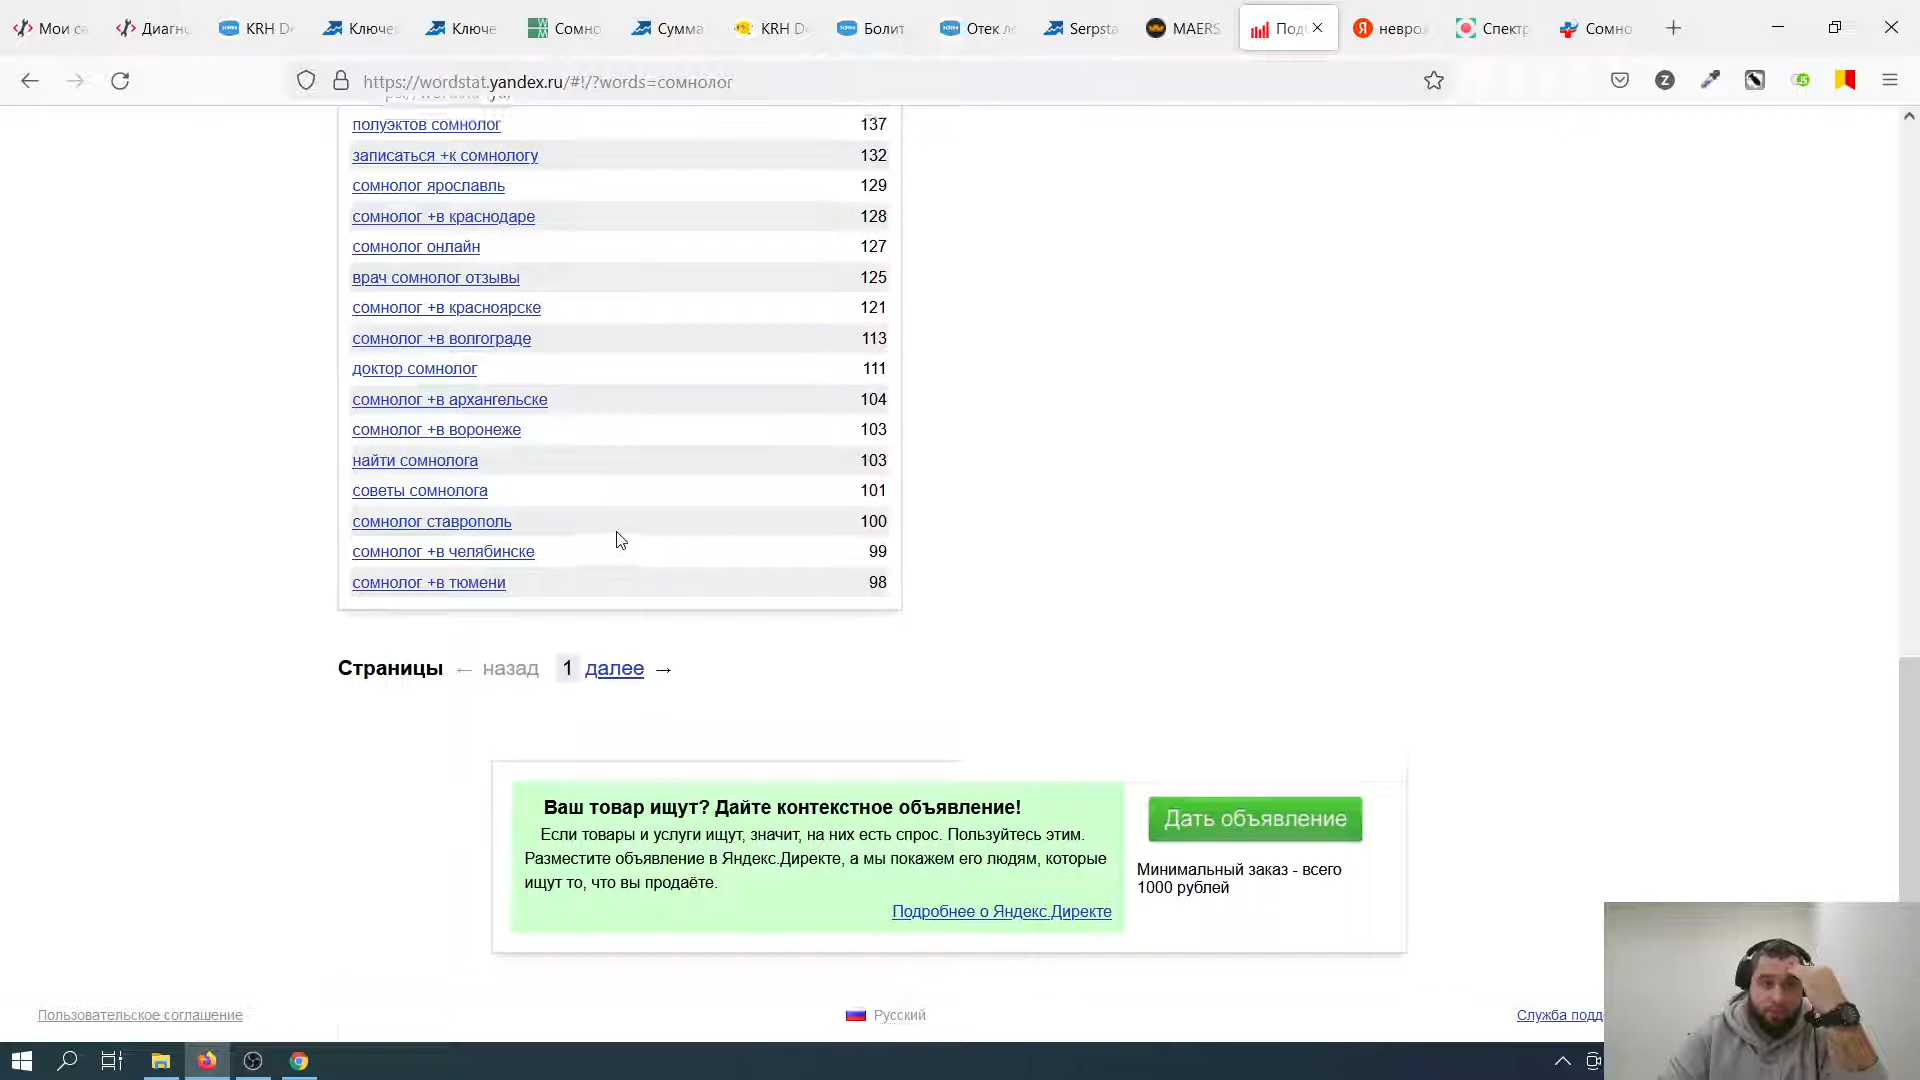 Мои са
Диагно
KRH De
Ключе
Ключе
Сомно
Сумма
KRH De
Болит
Отек ле
Serpsta
MAERS
Под
невро
Спектр
Сомно
https://wordstat.yandex.ru/#!/?words=сомнолог
полуэктов сомнолог 137
записаться +к сомнологу 132
сомнолог ярославль 129
сомнолог +в краснодаре 128
сомнолог онлайн 127
врач сомнолог отзывы 125
сомнолог +в красноярске 121
сомнолог +в волгограде 113
доктор сомнолог 111
сомнолог +в архангельске 104
сомнолог +в воронеже 103
найти сомнолога 103
советы сомнолога 101
сомнолог ставрополь 100
сомнолог +в челябинске 99
сомнолог +в тюмени 98
Страницы ← назад 1 далее →
Ваш товар ищут? Дайте контекстное объявление!
Если товары и услуги ищут, значит, на них есть спрос. Пользуйтесь этим.
Разместите объявление в Яндекс.Директе, а мы покажем его людям, которые
ищут то, что вы продаёте.
Подробнее о Яндекс.Директе
Дать объявление
Минимальный заказ - всего
1000 рублей
Пользовательское соглашение
Русский
Служба подд